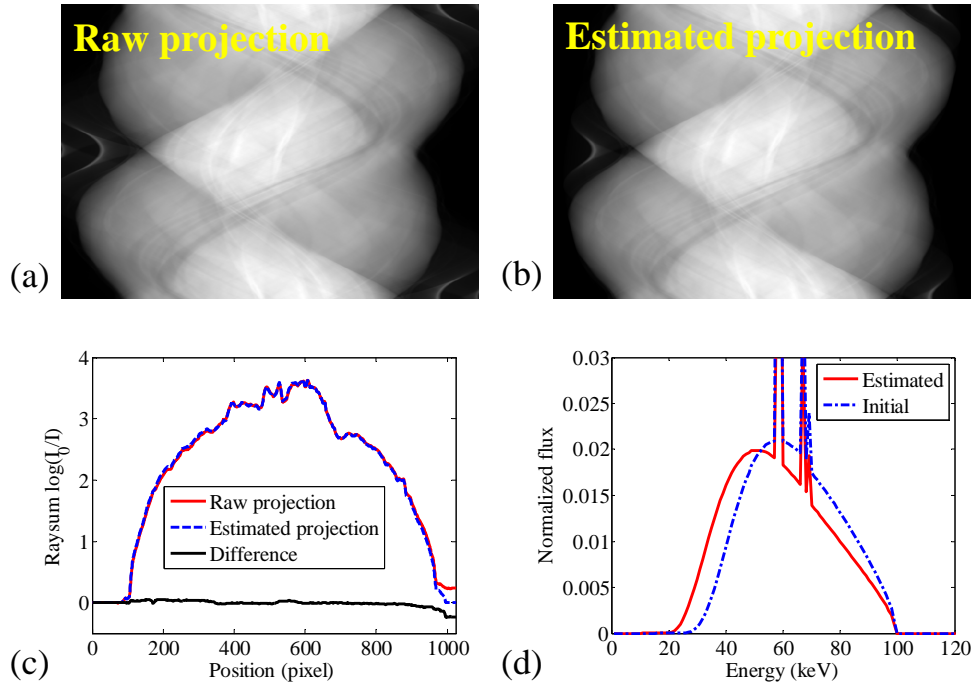 Raw projection
Estimated projection
(a)
(b)
4
3
2
1
0
0
200
400
600
800
1000
Raysum log(I_0/I)
Position (pixel)
Raw projection
Estimated projection
Difference
(c)
0.03
0.025
0.02
0.015
0.01
0.005
0
0
20
40
60
80
100
120
Normalized flux
Energy (keV)
Estimated
Initial
(d)